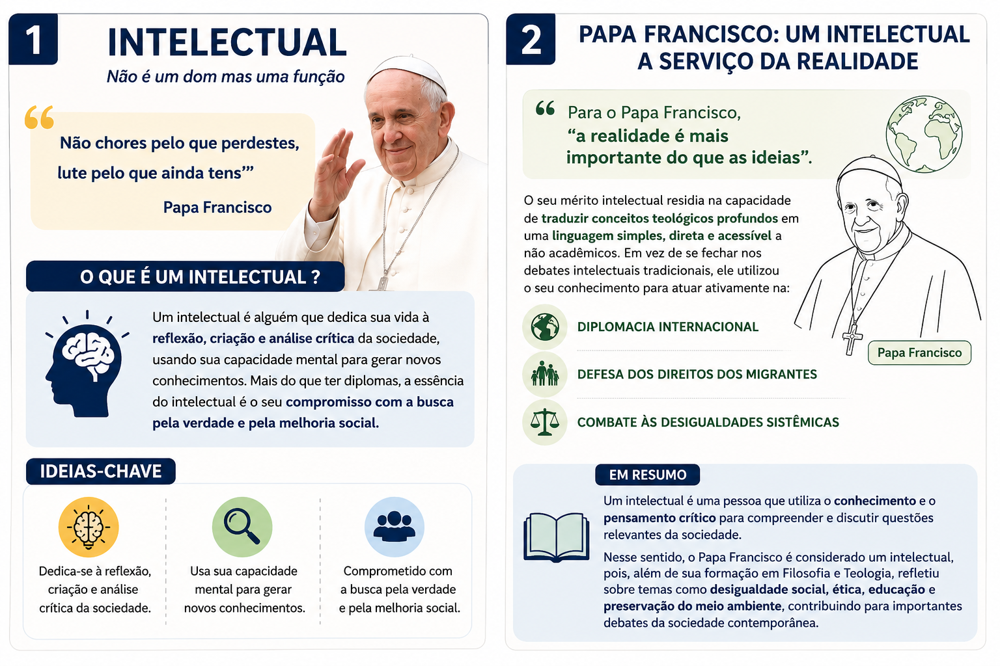 1
INTELECTUAL
Não é um dom mas uma função
“
Não chores pelo que perdestes,
lute pelo que ainda tens”’
Papa Francisco
O QUE É UM INTELECTUAL ?
Um intelectual é alguém que dedica sua vida à
reflexão, criação e análise crítica da sociedade,
usando sua capacidade mental para gerar novos
conhecimentos. Mais do que ter diplomas, a essência
do intelectual é o seu compromisso com a busca
pela verdade e pela melhoria social.
IDEIAS-CHAVE
Dedica-se à reflexão,
criação e análise
crítica da sociedade.
Usa sua capacidade
mental para gerar
novos conhecimentos.
Comprometido com
a busca pela verdade
e pela melhoria social.
2
PAPA FRANCISCO: UM INTELECTUAL
A SERVIÇO DA REALIDADE
“ Para o Papa Francisco,
“a realidade é mais
importante do que as ideias”.
O seu mérito intelectual residia na capacidade
de traduzir conceitos teológicos profundos em
uma linguagem simples, direta e acessível a
não acadêmicos. Em vez de se fechar nos
debates intelectuais tradicionais, ele utilizou
o seu conhecimento para atuar ativamente na:
DIPLOMACIA INTERNACIONAL
Papa Francisco
DEFESA DOS DIREITOS DOS MIGRANTES
COMBATE ÀS DESIGUALDADES SISTÊMICAS
EM RESUMO
Um intelectual é uma pessoa que utiliza o conhecimento e o
pensamento crítico para compreender e discutir questões
relevantes da sociedade.
Nesse sentido, o Papa Francisco é considerado um intelectual,
pois, além de sua formação em Filosofia e Teologia, refletiu
sobre temas como desigualdade social, ética, educação e
preservação do meio ambiente, contribuindo para importantes
debates da sociedade contemporânea.